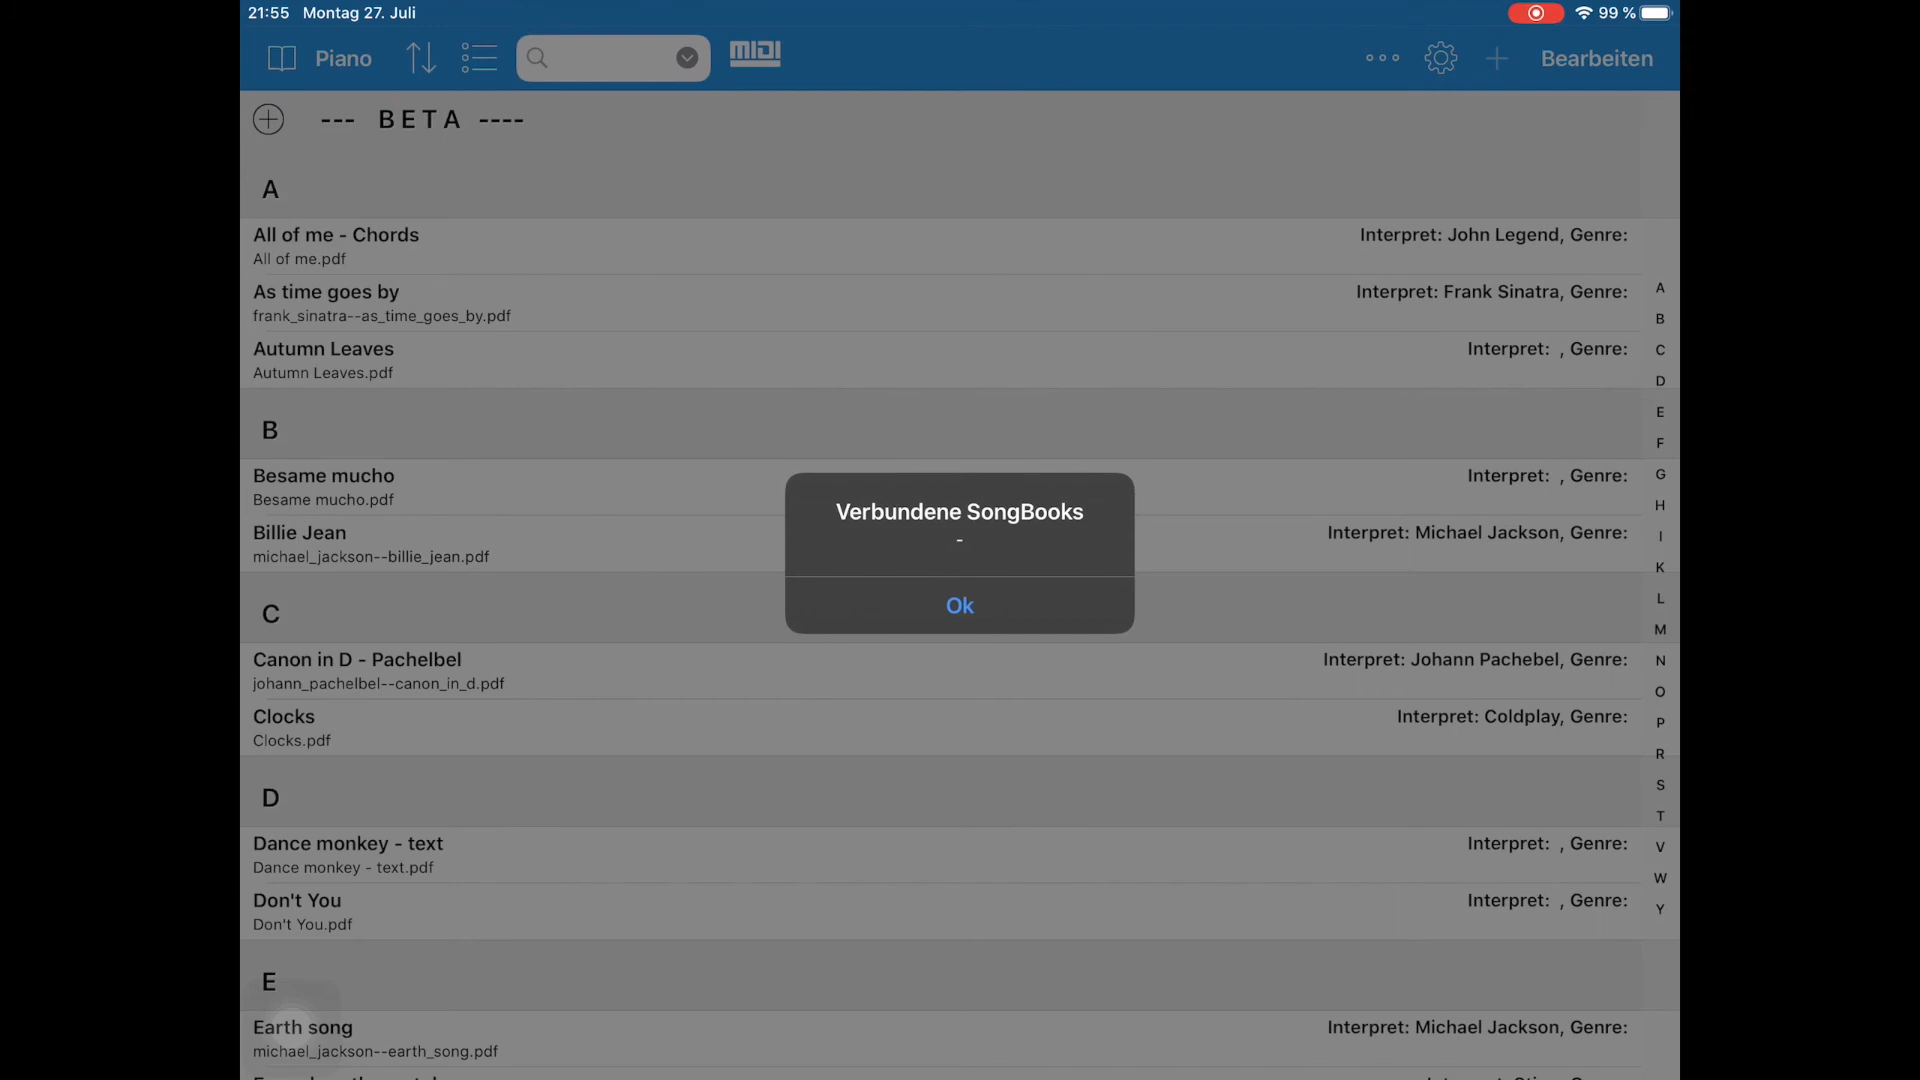 21:55 Montag 27. Juli 99 %
Piano MIDI Bearbeiten
--- B E T A ----
A
All of me - Chords Interpret: John Legend, Genre:
All of me.pdf
As time goes by Interpret: Frank Sinatra, Genre:
frank_sinatra--as_time_goes_by.pdf
Autumn Leaves Interpret: , Genre:
Autumn Leaves.pdf
B
Besame mucho Interpret: , Genre:
Besame mucho.pdf
Billie Jean Interpret: Michael Jackson, Genre:
michael_jackson--billie_jean.pdf
C
Canon in D - Pachelbel Interpret: Johann Pachebel, Genre:
johann_pachelbel--canon_in_d.pdf
Clocks Interpret: Coldplay, Genre:
Clocks.pdf
D
Dance monkey - text Interpret: , Genre:
Dance monkey - text.pdf
Don't You Interpret: , Genre:
Don't You.pdf
E
Earth song Interpret: Michael Jackson, Genre:
michael_jackson--earth_song.pdf
Verbundene SongBooks
-
Ok
A
B
C
D
E
F
G
H
I
K
L
M
N
O
P
R
S
T
V
W
Y